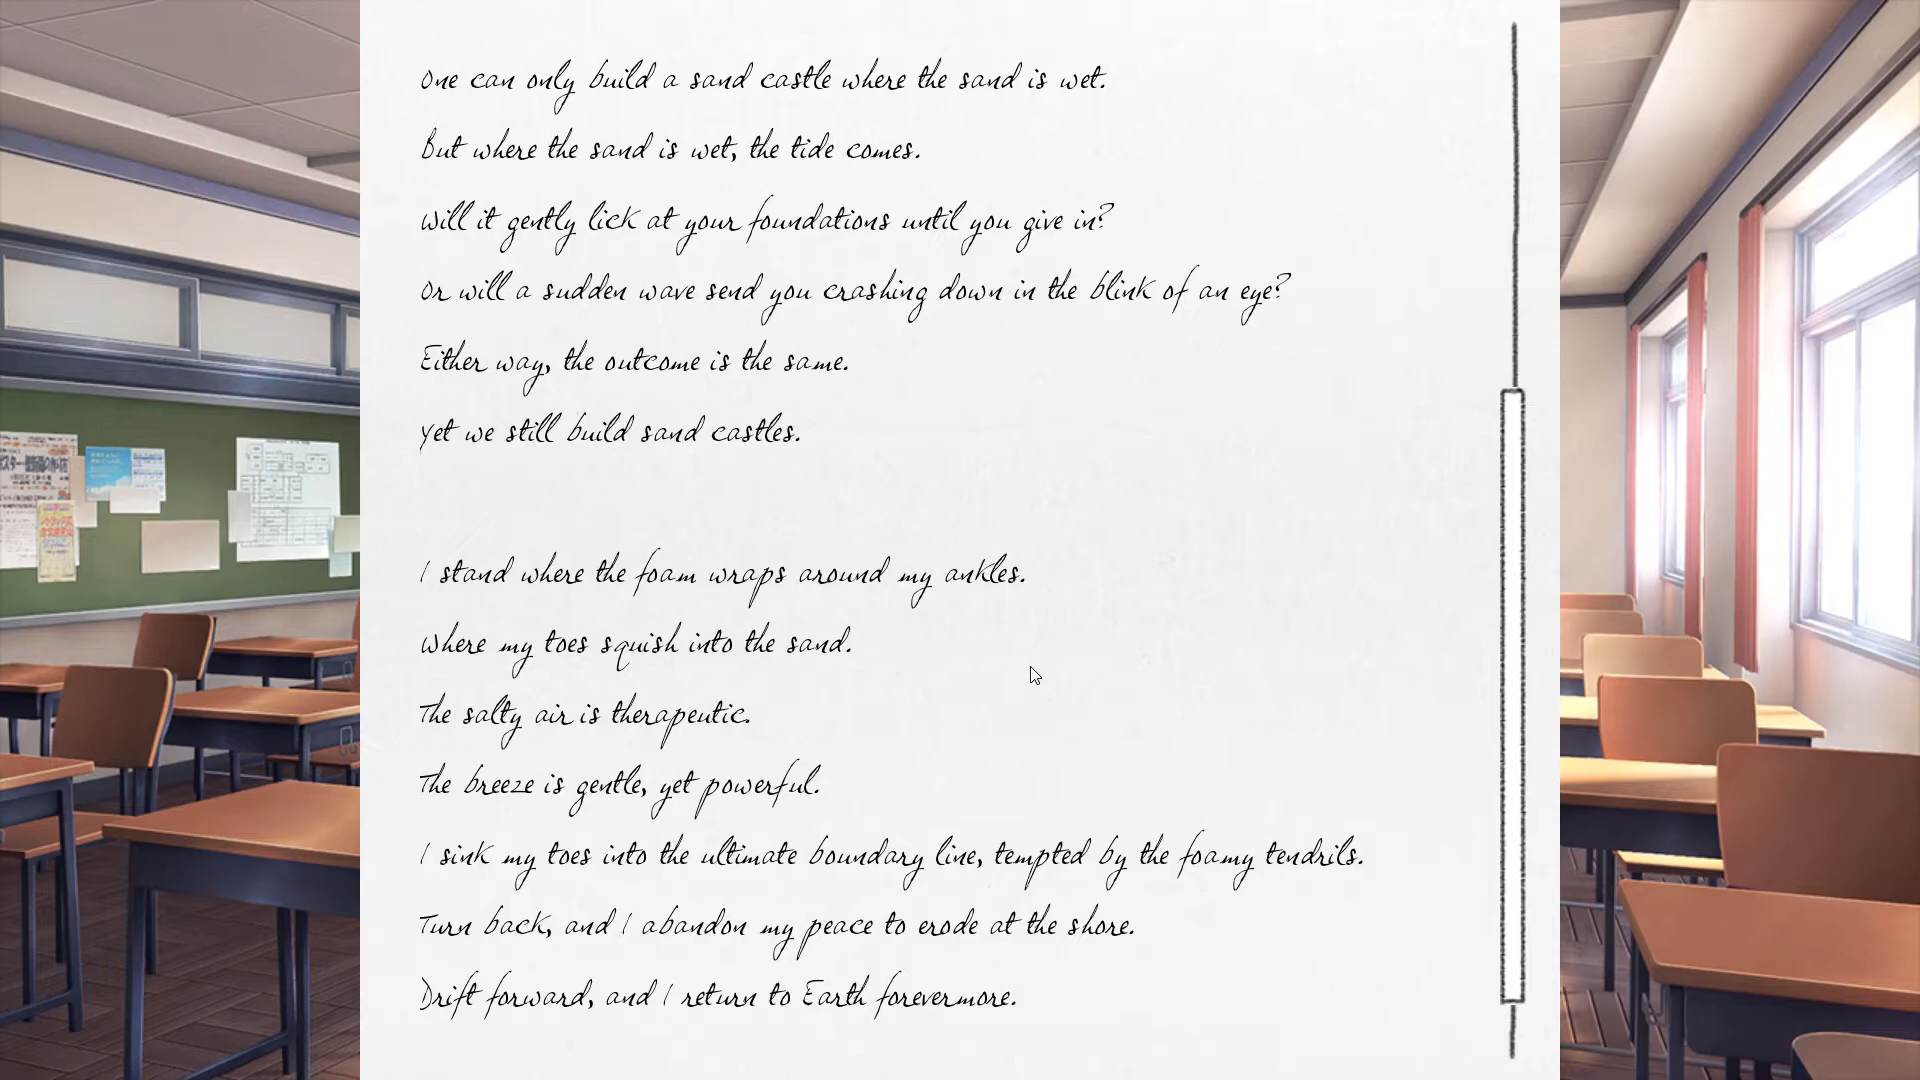 One can only build a sand castle where the sand is wet.
But where the sand is wet, the tide comes.
Will it gently lick at your foundations until you give in?
Or will a sudden wave send you crashing down in the blink of an eye?
Either way, the outcome is the same.
Yet we still build sand castles.
I stand where the foam wraps around my ankles.
Where my toes squish into the sand.
The salty air is therapeutic.
The breeze is gentle, yet powerful.
I sink my toes into the ultimate boundary line, tempted by the foamy tendrils.
Turn back, and I abandon my peace to erode at the shore.
Drift forward, and I return to Earth forevermore.